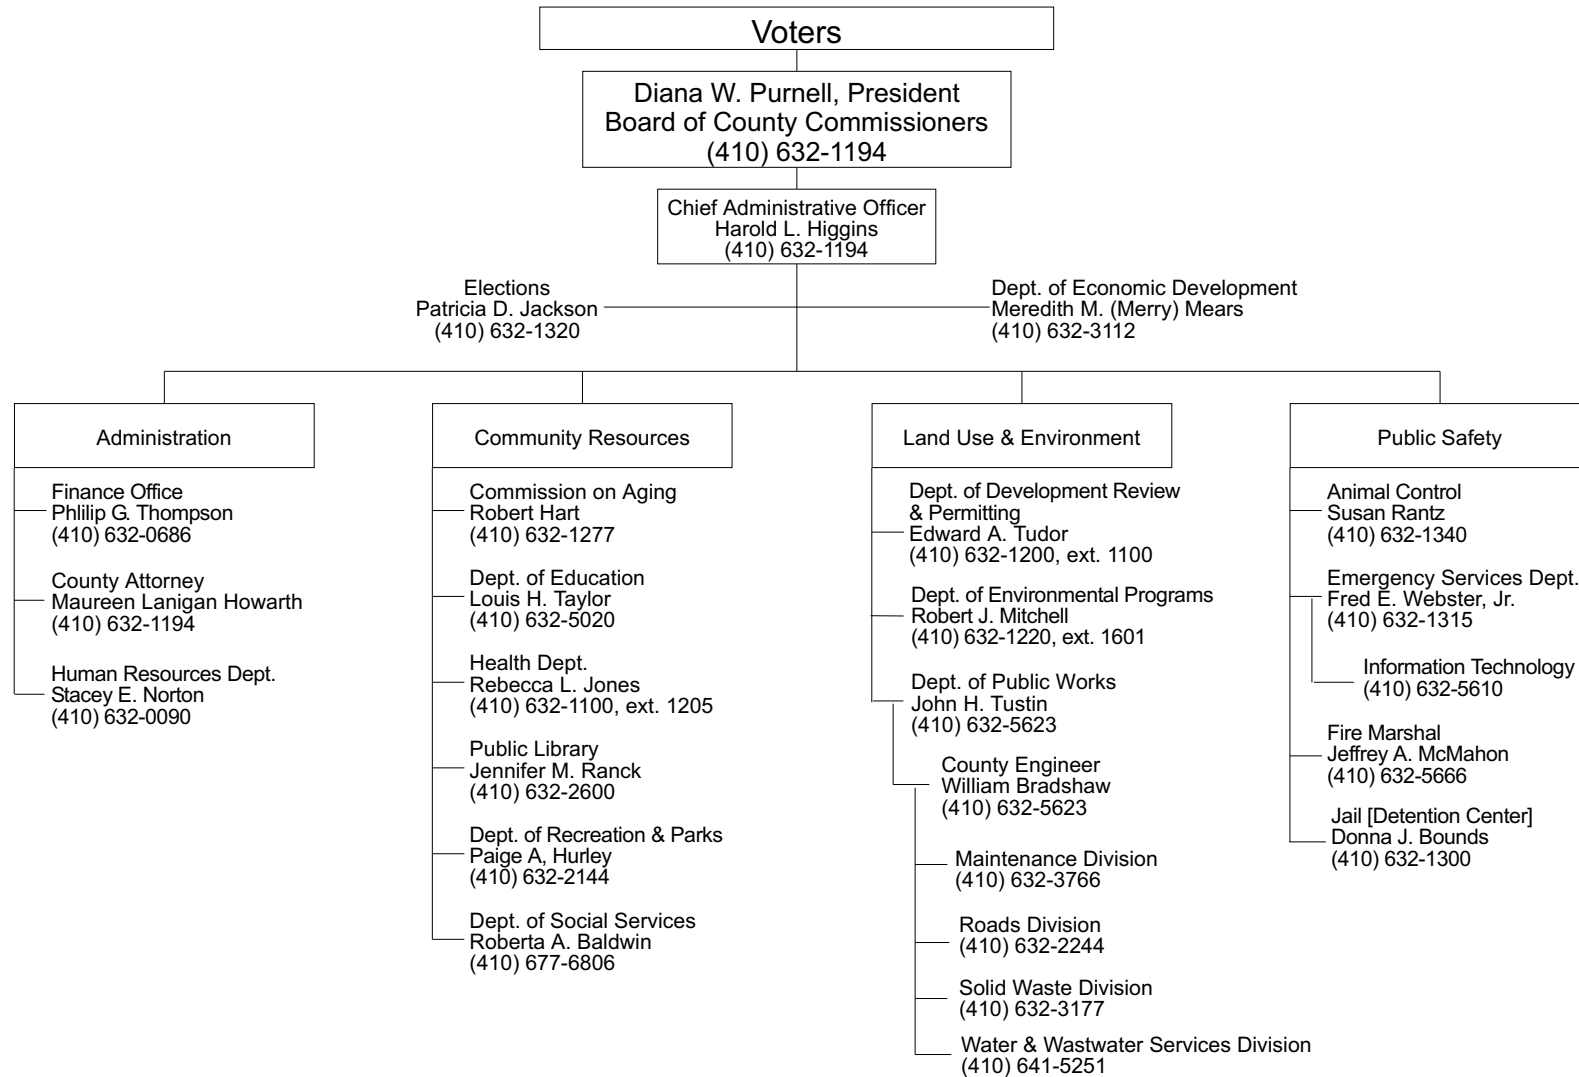 Voters
Diana W. Purnell, President
Board of County Commissioners
(410) 632-1194
Chief Administrative Officer
Harold L. Higgins
(410) 632-1194
Elections
Patricia D. Jackson
(410) 632-1320
Dept. of Economic Development
Meredith M. (Merry) Mears
(410) 632-3112
Administration
Finance Office
Phlilip G. Thompson
(410) 632-0686
County Attorney
Maureen Lanigan Howarth
(410) 632-1194
Human Resources Dept.
Stacey E. Norton
(410) 632-0090
Community Resources
Commission on Aging
Robert Hart
(410) 632-1277
Dept. of Education
Louis H. Taylor
(410) 632-5020
Health Dept.
Rebecca L. Jones
(410) 632-1100, ext. 1205
Public Library
Jennifer M. Ranck
(410) 632-2600
Dept. of Recreation & Parks
Paige A, Hurley
(410) 632-2144
Dept. of Social Services
Roberta A. Baldwin
(410) 677-6806
Land Use & Environment
Dept. of Development Review
& Permitting
Edward A. Tudor
(410) 632-1200, ext. 1100
Dept. of Environmental Programs
Robert J. Mitchell
(410) 632-1220, ext. 1601
Dept. of Public Works
John H. Tustin
(410) 632-5623
County Engineer
William Bradshaw
(410) 632-5623
Maintenance Division
(410) 632-3766
Roads Division
(410) 632-2244
Solid Waste Division
(410) 632-3177
Water & Wastwater Services Division
(410) 641-5251
Public Safety
Animal Control
Susan Rantz
(410) 632-1340
Emergency Services Dept.
Fred E. Webster, Jr.
(410) 632-1315
Information Technology
(410) 632-5610
Fire Marshal
Jeffrey A. McMahon
(410) 632-5666
Jail [Detention Center]
Donna J. Bounds
(410) 632-1300